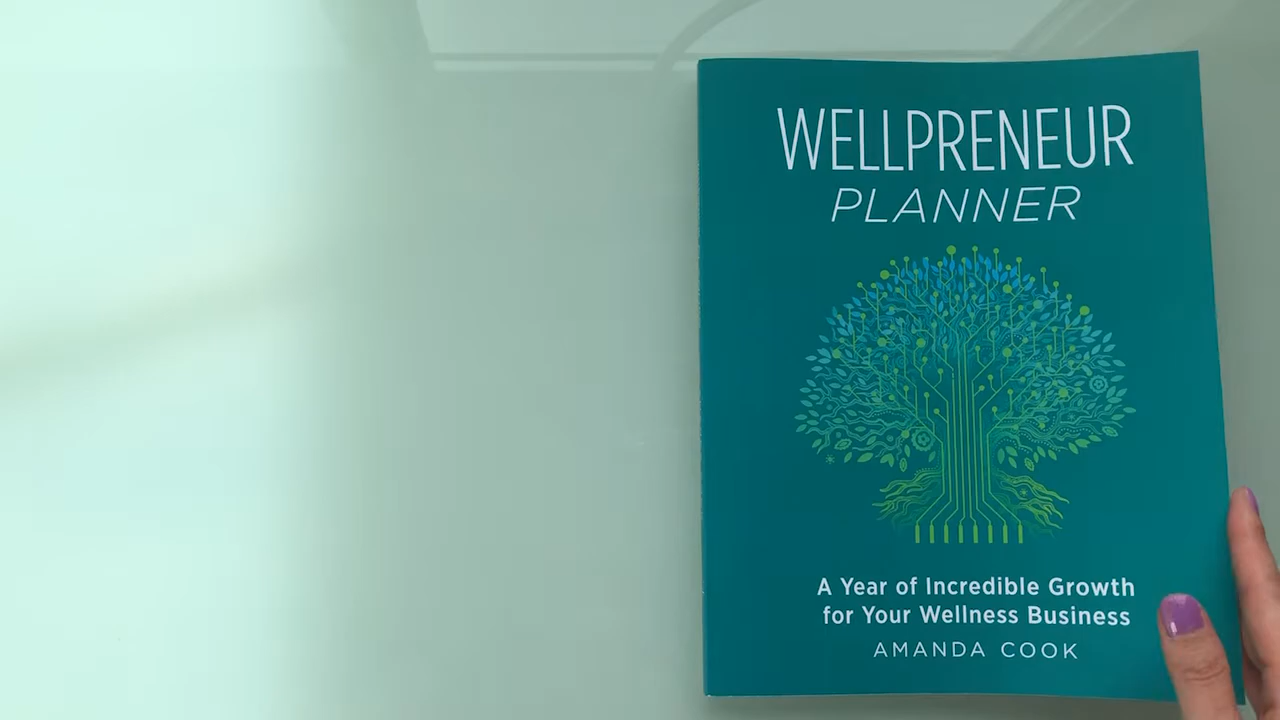 WELLPRENEUR
PLANNER
A Year of Incredible Growth
for Your Wellness Business
AMANDA COOK